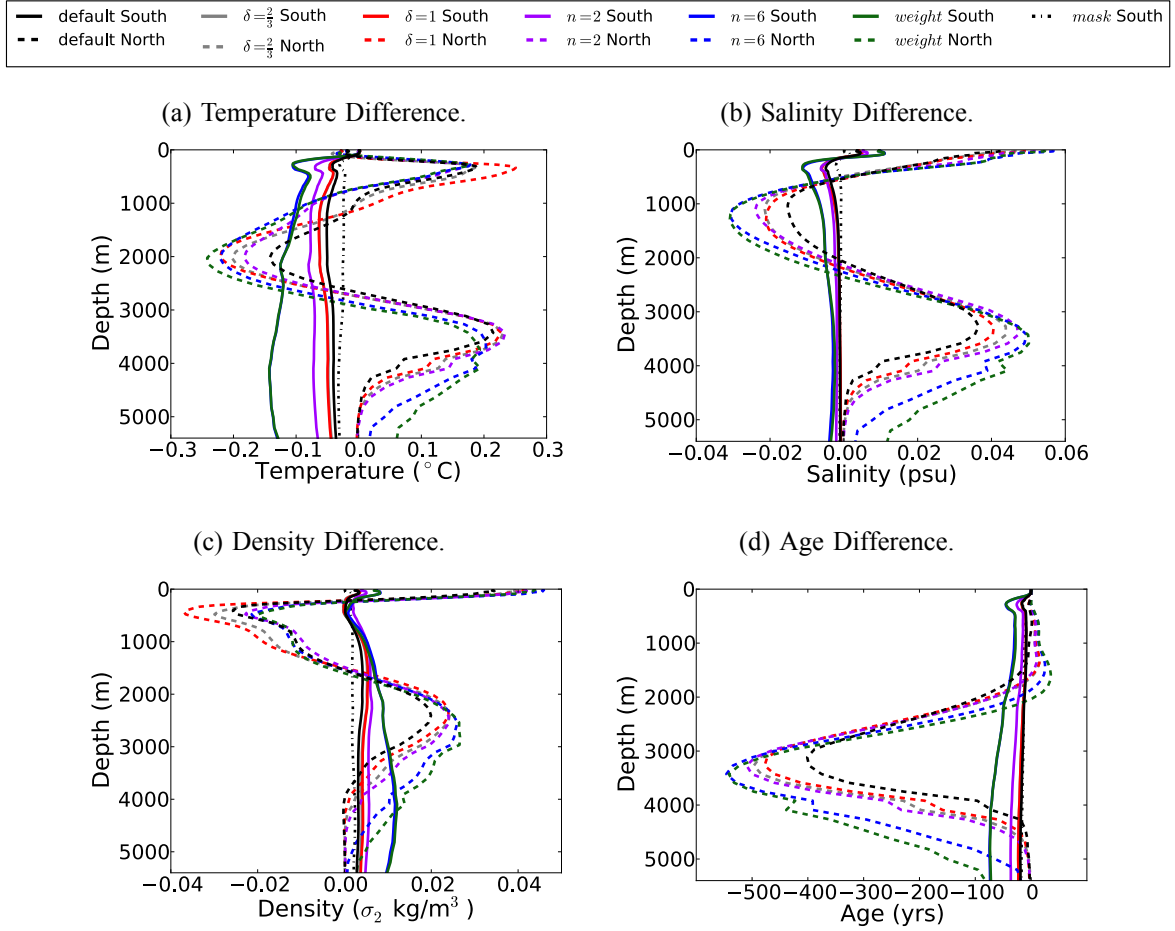 default South δ=2/3 South δ=1 South n=2 South n=6 South weight South mask South
default North δ=2/3 North δ=1 North n=2 North n=6 North weight North
(a) Temperature Difference.
0
1000
2000
3000
4000
5000
Depth (m)
−0.3 −0.2 −0.1 0.0 0.1 0.2 0.3
Temperature (°C)
(b) Salinity Difference.
0
1000
2000
3000
4000
5000
Depth (m)
−0.04 −0.02 0.00 0.02 0.04 0.06
Salinity (psu)
(c) Density Difference.
0
1000
2000
3000
4000
5000
Depth (m)
−0.04 −0.02 0.00 0.02 0.04
Density (σ₂ kg/m³ )
(d) Age Difference.
0
1000
2000
3000
4000
5000
Depth (m)
−500 −400 −300 −200 −100 0
Age (yrs)